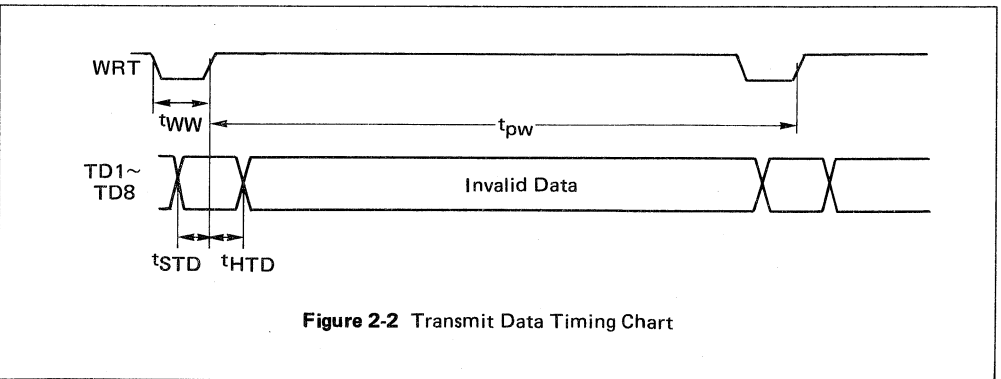 WRT
tWW
tpw
TD1~
TD8
Invalid Data
tSTD
tHTD
Figure 2-2 Transmit Data Timing Chart